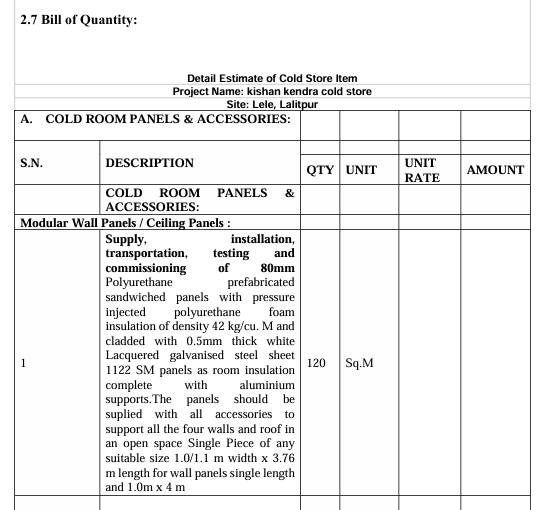 2.7 Bill of Quantity:
Detail Estimate of Cold Store Item
Project Name: kishan kendra cold store
Site: Lele, Lalitpur
A. COLD ROOM PANELS & ACCESSORIES:
S.N. DESCRIPTION QTY UNIT UNIT RATE AMOUNT
COLD ROOM PANELS &
ACCESSORIES:
Modular Wall Panels / Ceiling Panels :
Supply, installation,
transportation, testing and
commissioning of 80mm
Polyurethane prefabricated
sandwiched panels with pressure
injected polyurethane foam
insulation of density 42 kg/cu. M and
cladded with 0.5mm thick white
Lacquered galvanised steel sheet
1 1122 SM panels as room insulation 120 Sq.M
complete with aluminium
supports.The panels should be
suplied with all accessories to
support all the four walls and roof in
an open space Single Piece of any
suitable size 1.0/1.1 m width x 3.76
m length for wall panels single length
and 1.0m x 4 m